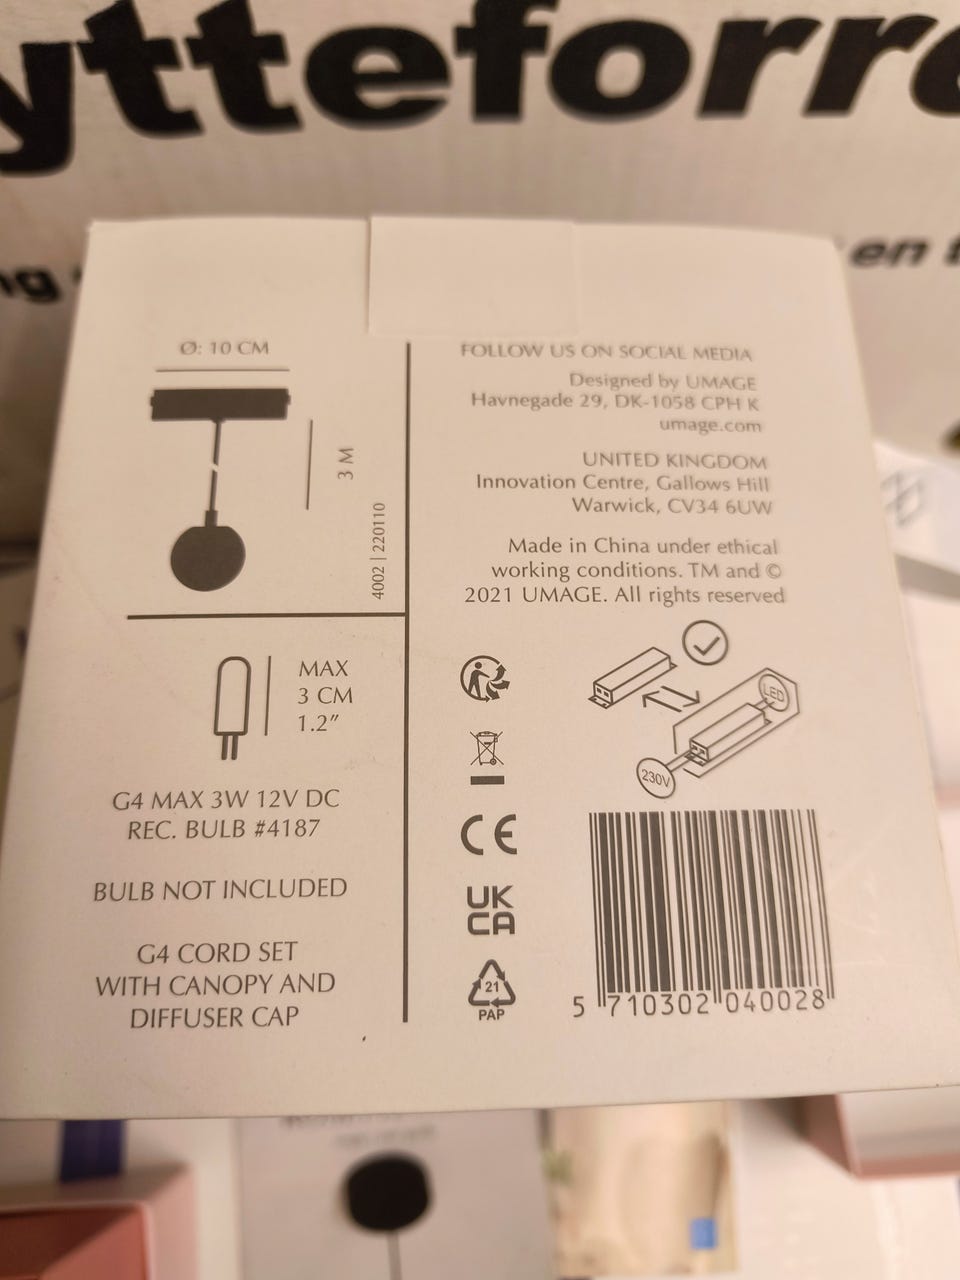 ytteforr
ng
en
Ø: 10 CM
3 M
4002 | 220110
MAX
3 CM
1.2”
G4 MAX 3W 12V DC
REC. BULB #4187
BULB NOT INCLUDED
G4 CORD SET
WITH CANOPY AND
DIFFUSER CAP
FOLLOW US ON SOCIAL MEDIA
Designed by UMAGE
Havnegade 29, DK-1058 CPH K
umage.com
UNITED KINGDOM
Innovation Centre, Gallows Hill
Warwick, CV34 6UW
Made in China under ethical
working conditions. TM and ©
2021 UMAGE. All rights reserved
LED
230V
CE
UK
CA
21
PAP
5 710302 040028